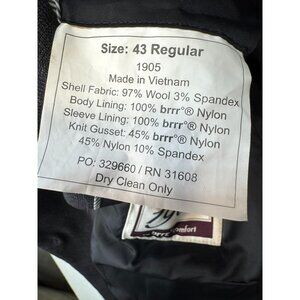 Size: 43 Regular
1905
Made in Vietnam
Shell Fabric: 97% Wool 3% Spandex
Body Lining: 100% brrr°® Nylon
Sleeve Lining: 100% brrr°® Nylon
Knit Gusset: 45% brrr°® Nylon
45% Nylon 10% Spandex
PO: 329660 / RN 31608
Dry Clean Only